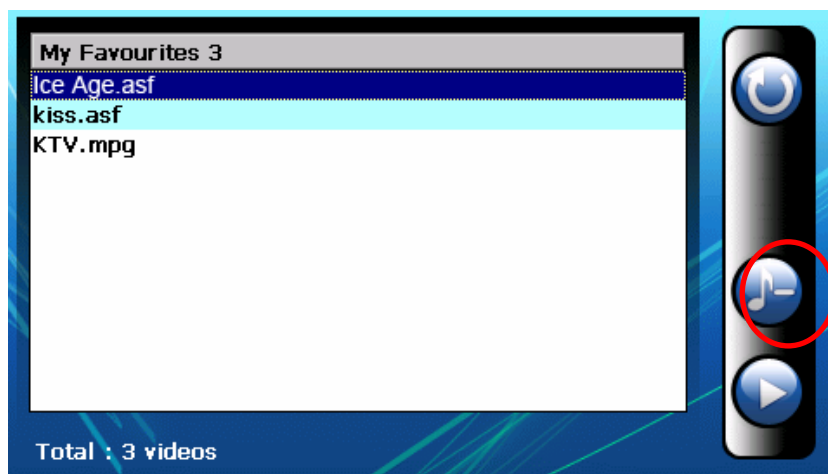 My Favourites 3
Ice Age.asf
kiss.asf
KTV.mpg
Total : 3 videos